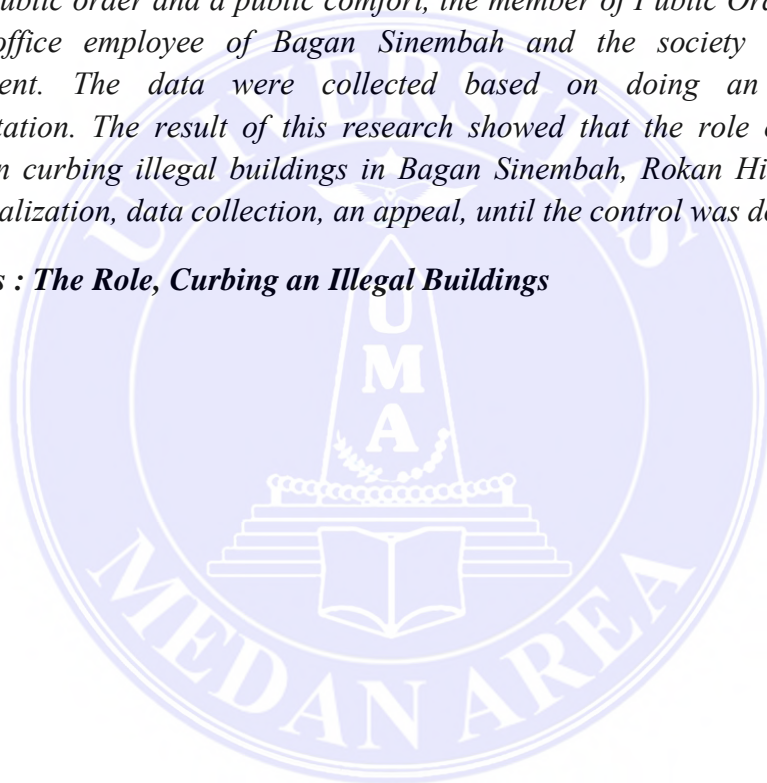 ublic order and a public comfort, the member of Public Ord
office employee of Bagan Sinembah and the society
ent. The data were collected based on doing an
tation. The result of this research showed that the role
n curbing illegal buildings in Bagan Sinembah, Rokan Hi
alization, data collection, an appeal, until the control was d
s : The Role, Curbing an Illegal Buildings
UNIVERSITAS
UMA
MEDAN AREA